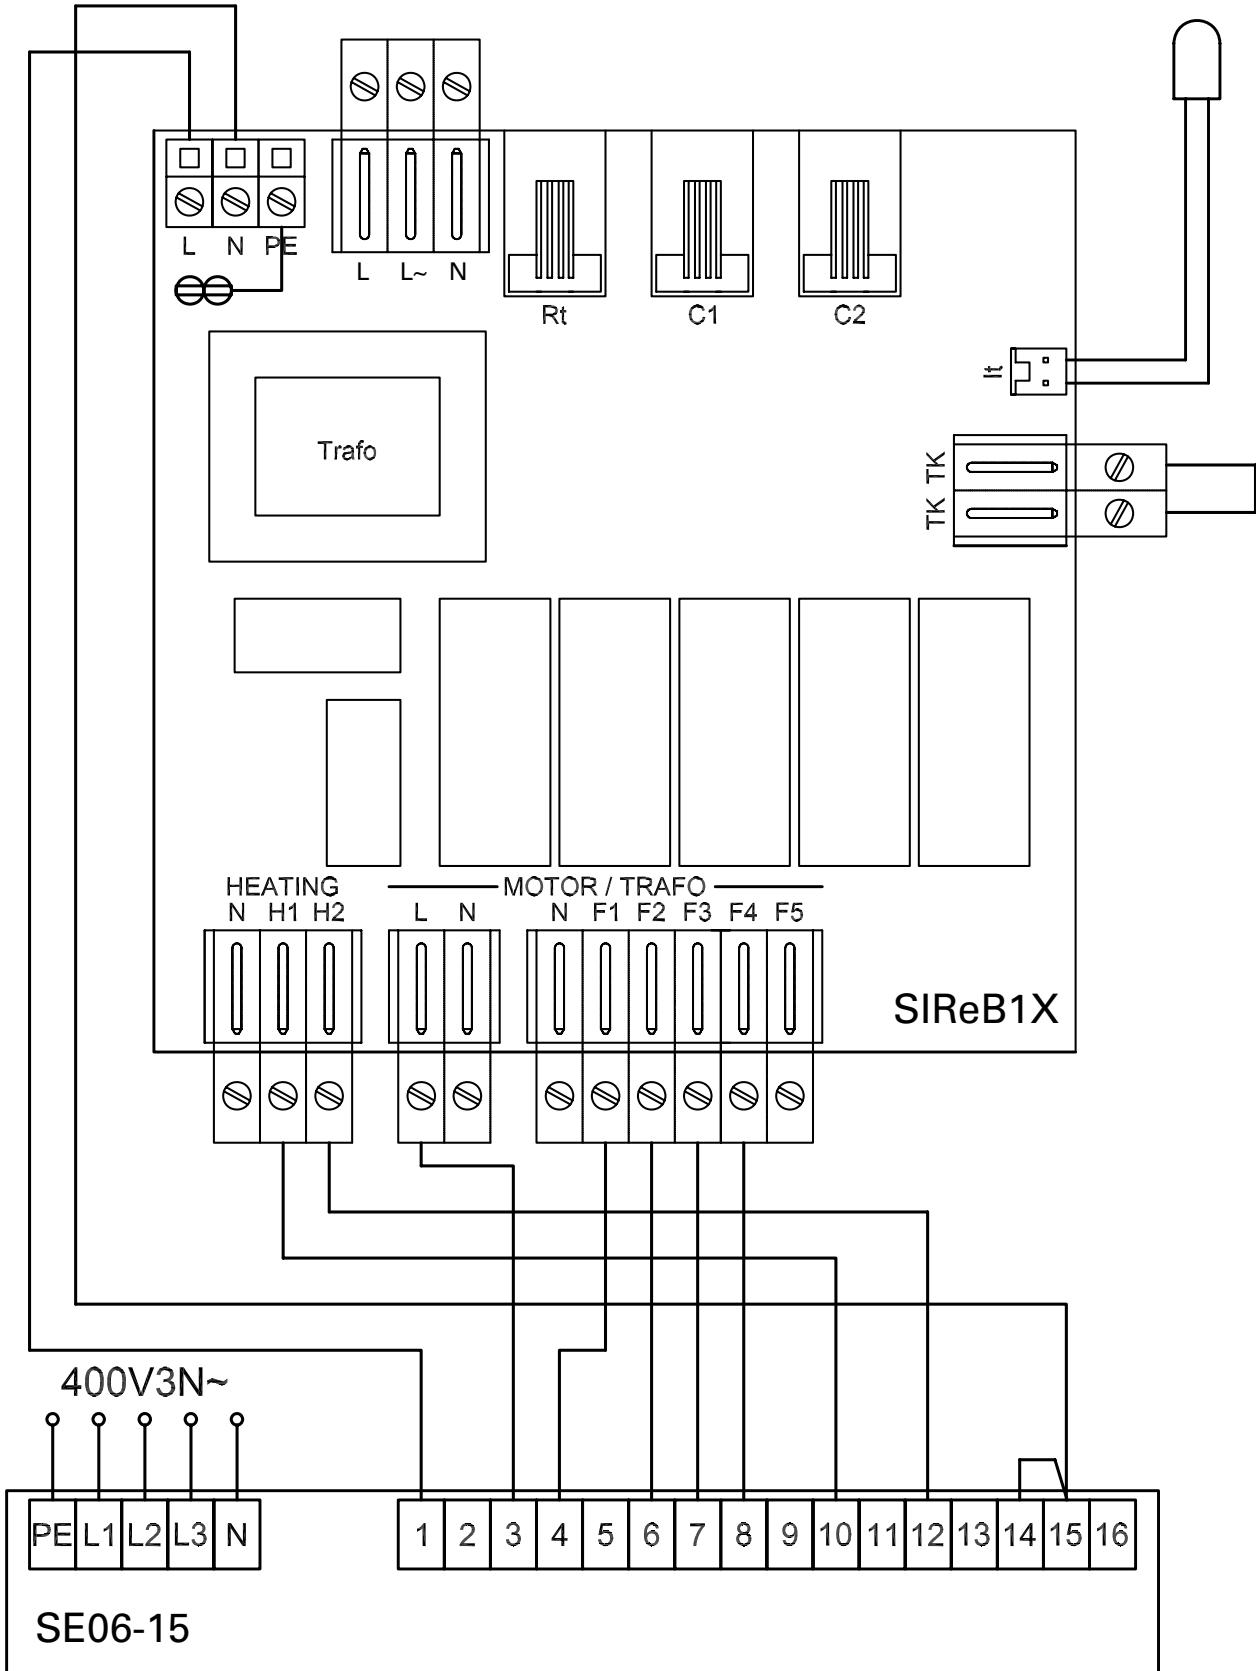 L N PE
L L~ N
Rt C1 C2
It
TK TK
Trafo
HEATING MOTOR / TRAFO
N H1 H2 L N N F1 F2 F3 F4 F5
SIReB1X
400V3N~
PE L1 L2 L3 N 1 2 3 4 5 6 7 8 9 10 11 12 13 14 15 16
SE06-15